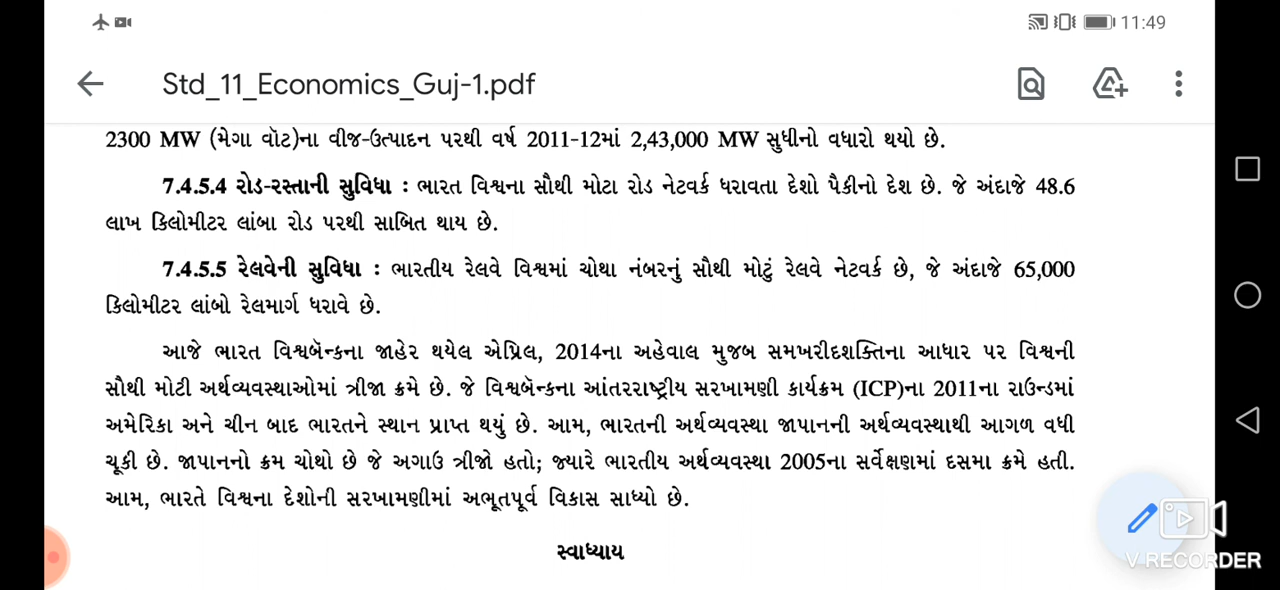 11:49
Std_11_Economics_Guj-1.pdf
2300 MW (મેગા વૉટ)ના વીજ-ઉત્પાદન પરથી વર્ષ 2011-12માં 2,43,000 MW સુધીનો વધારો થયો છે.
7.4.5.4 રોડ-રસ્તાની સુવિધા : ભારત વિશ્વના સૌથી મોટા રોડ નેટવર્ક ધરાવતા દેશો પૈકીનો દેશ છે. જે અંદાજે 48.6
લાખ કિલોમીટર લાંબા રોડ પરથી સાબિત થાય છે.
7.4.5.5 રેલવેની સુવિધા : ભારતીય રેલવે વિશ્વમાં ચોથા નંબરનું સૌથી મોટું રેલવે નેટવર્ક છે, જે અંદાજે 65,000
કિલોમીટર લાંબો રેલમાર્ગ ધરાવે છે.
આજે ભારત વિશ્વબૅન્કના જાહેર થયેલ એપ્રિલ, 2014ના અહેવાલ મુજબ સમખરીદશક્તિના આધાર પર વિશ્વની
સૌથી મોટી અર્થવ્યવસ્થાઓમાં ત્રીજા ક્રમે છે. જે વિશ્વબૅન્કના આંતરરાષ્ટ્રીય સરખામણી કાર્યક્રમ (ICP)ના 2011ના રાઉન્ડમાં
અમેરિકા અને ચીન બાદ ભારતને સ્થાન પ્રાપ્ત થયું છે. આમ, ભારતની અર્થવ્યવસ્થા જાપાનની અર્થવ્યવસ્થાથી આગળ વધી
ચૂકી છે. જાપાનનો ક્રમ ચોથો છે જે અગાઉ ત્રીજો હતો; જ્યારે ભારતીય અર્થવ્યવસ્થા 2005ના સર્વેક્ષણમાં દસમા ક્રમે હતી.
આમ, ભારતે વિશ્વના દેશોની સરખામણીમાં અભૂતપૂર્વ વિકાસ સાધ્યો છે.
સ્વાધ્યાય
V RECORDER